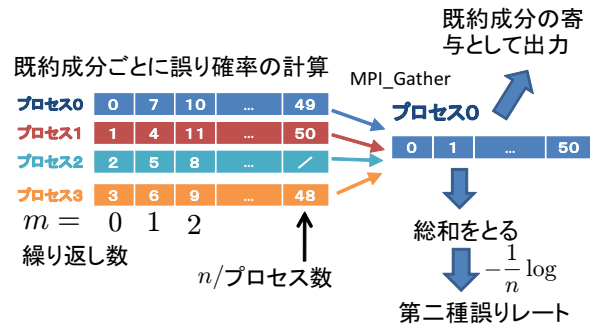 既約成分の寄
与として出力
既約成分ごとに誤り確率の計算
MPI_Gather
プロセス0
プロセス0 0 7 10 ... 49
プロセス1 1 4 11 ... 50
プロセス2 2 5 8 ... /
プロセス3 3 6 9 ... 48
0 1 ... 50
m = 0 1 2
繰り返し数
n/プロセス数
総和をとる
-\frac{1}{n} log
第二種誤りレート